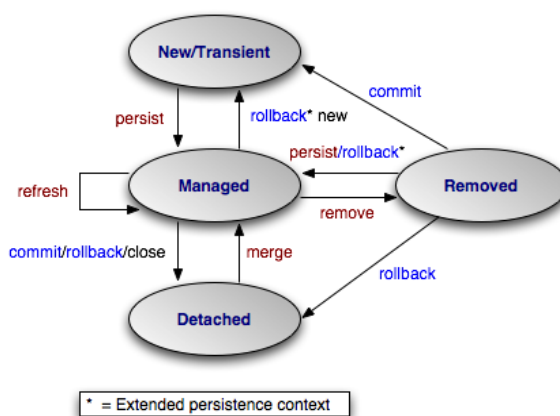 New/Transient
commit
persist
rollback* new
persist/rollback*
refresh
Managed
Removed
remove
commit/rollback/close
merge
rollback
Detached
* = Extended persistence context